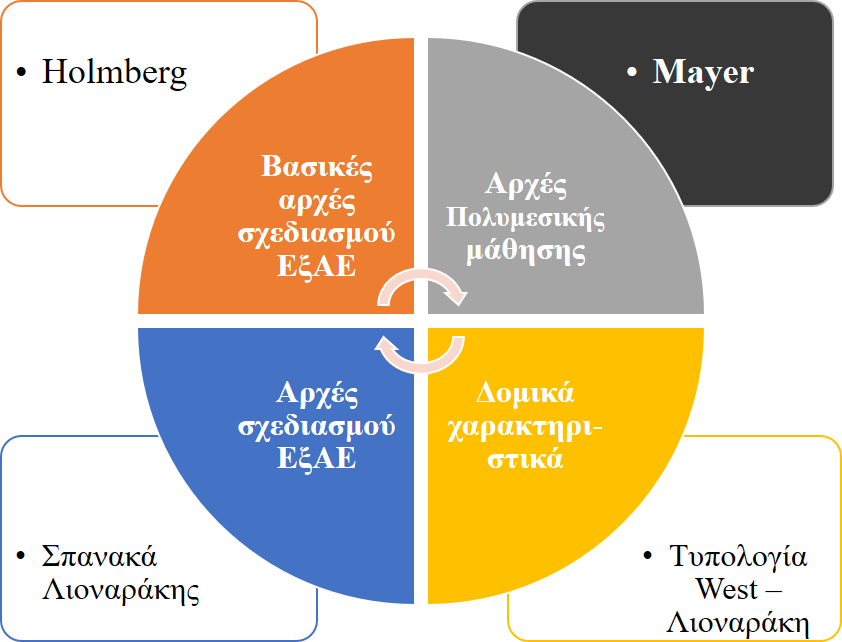 • Holmberg
• Mayer
Βασικές
αρχές
σχεδιασμού
ΕξΑΕ
Αρχές
Πολυμεσικής
μάθησης
Αρχές
σχεδιασμού
ΕξΑΕ
Δομικά
χαρακτηρι-
στικά
• Σπανακά
Λιοναράκης
• Τυπολογία
West –
Λιοναράκη